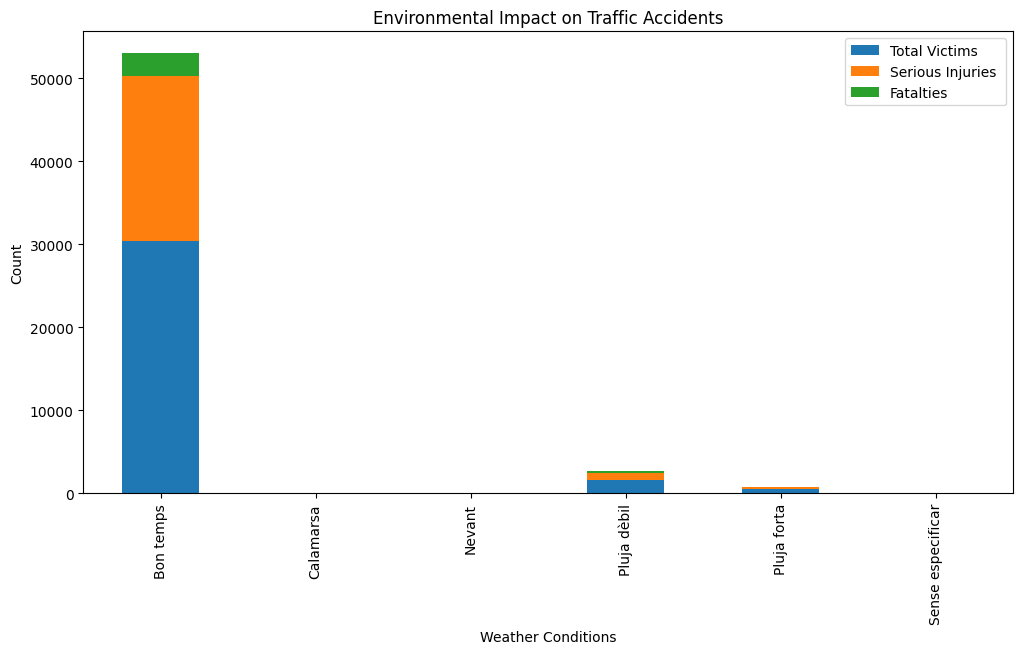 Environmental Impact on Traffic Accidents
Total Victims
Serious Injuries
Fatalties
50000
40000
30000
20000
10000
0
Count
Bon temps
Calamarsa
Nevant
Pluja dèbil
Pluja forta
Sense especificar
Weather Conditions